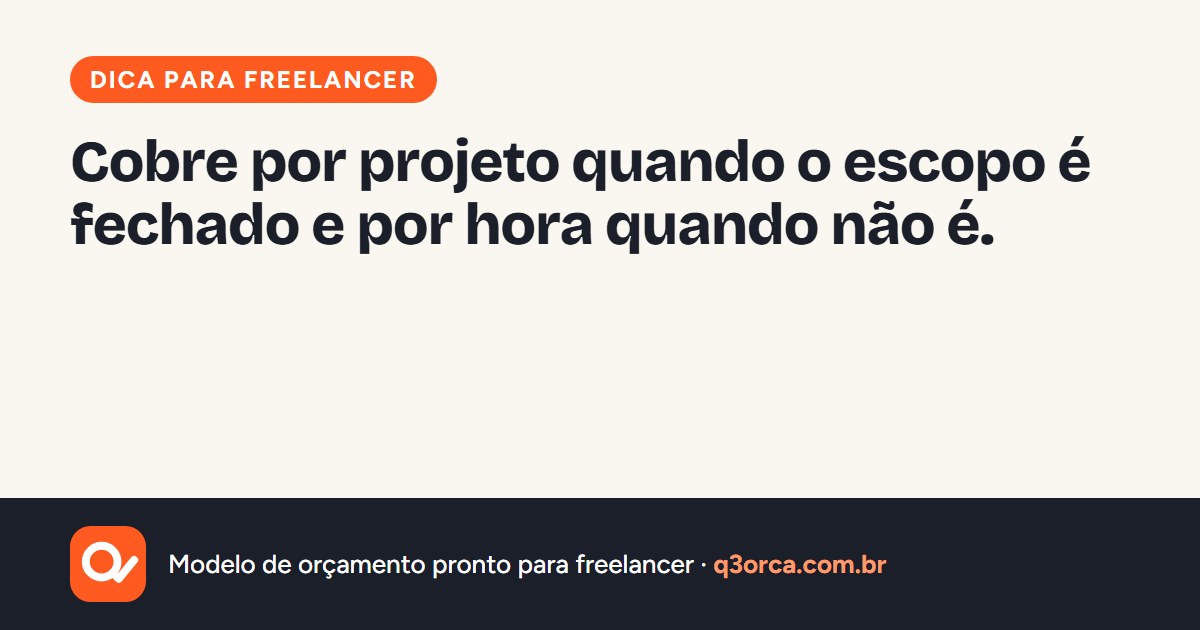 DICA PARA FREELANCER
Cobre por projeto quando o escopo é
fechado e por hora quando não é.
Modelo de orçamento pronto para freelancer · q3orca.com.br